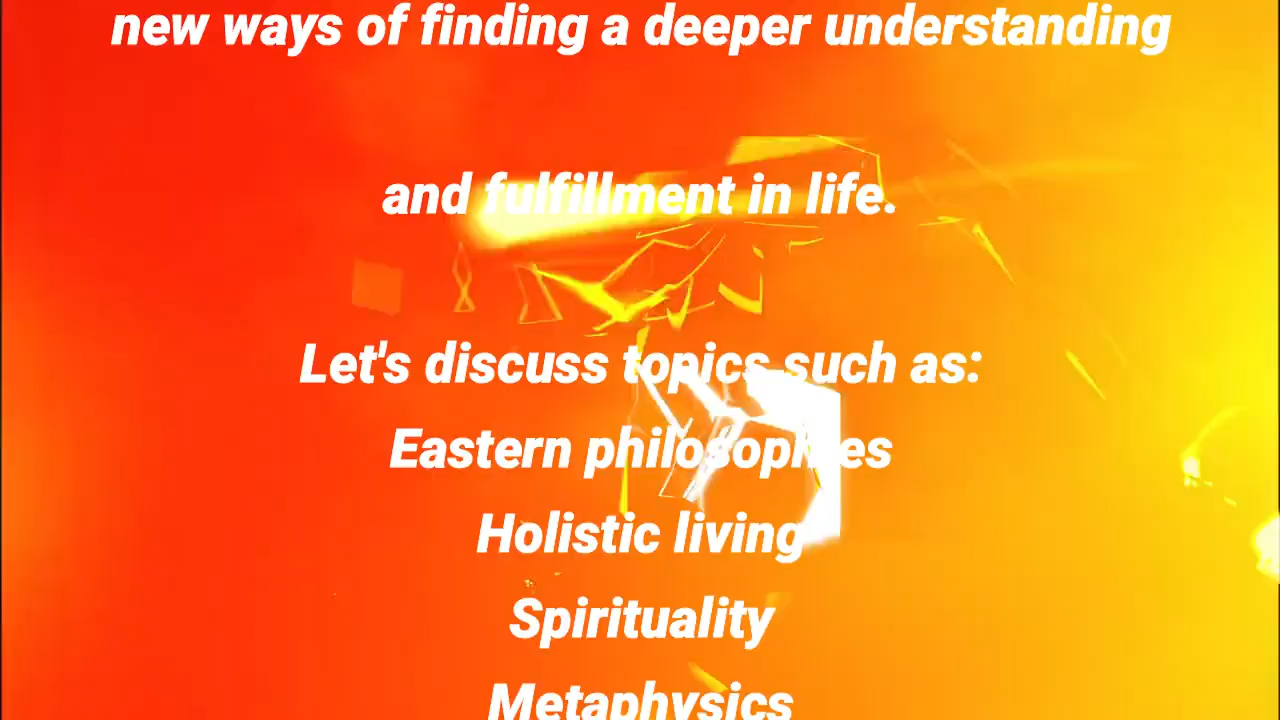 new ways of finding a deeper understanding
and fulfillment in life.
Let's discuss topics such as:
Eastern philosophies
Holistic living
Spirituality
Metaphysics